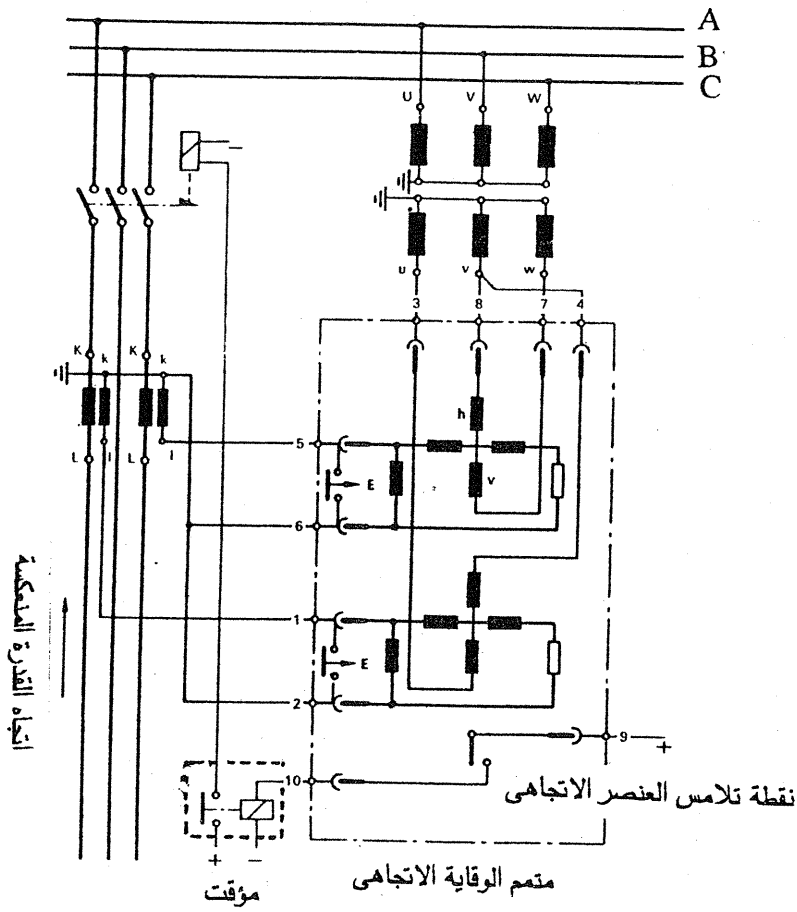 A
B
C
U V W
u v w
3 8 7 4
K k K k
h
5
E
v
L l L l
6
1
E
2
9 +
10
−
+ −
اتجاه القدرة المنعكسة
نقطة تلامس العنصر الاتجاهى
متمم الوقاية الاتجاهى
مؤقت